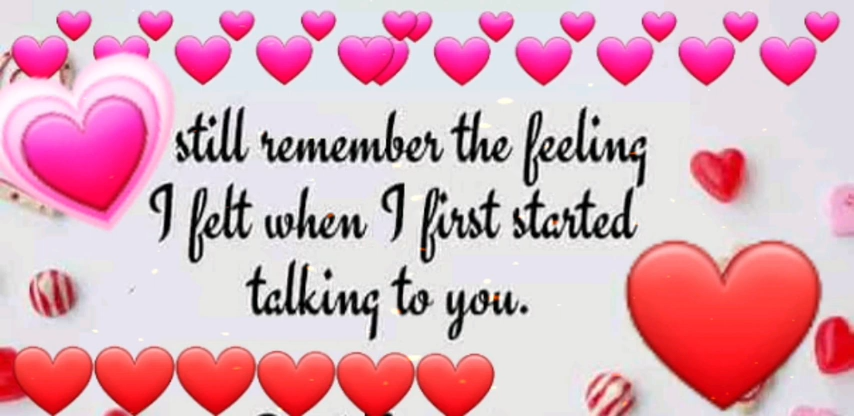 still remember the feeling
I felt when I first started
talking to you.